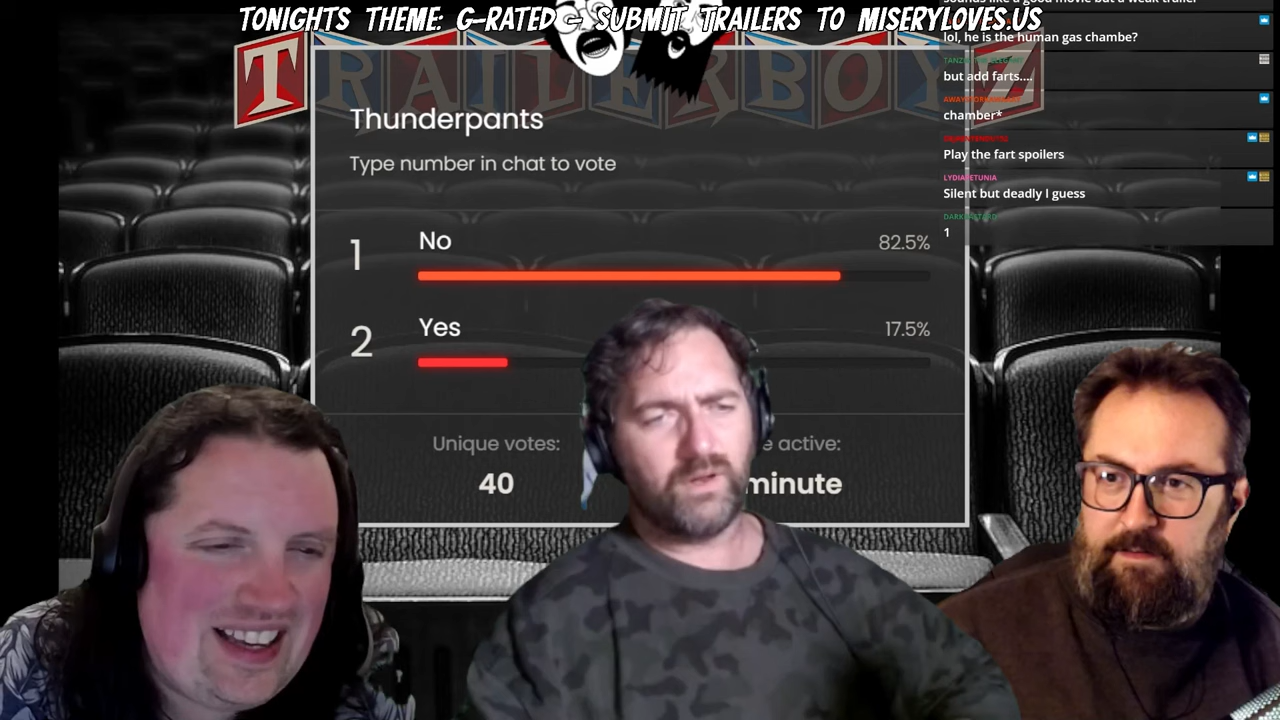 TONIGHTS THEME: G-RATED - SUBMIT TRAILERS TO MISERYLOVES.US
TRAILERBOYZ
lol, he is the human gas chambe?
but add farts....
chamber*
Play the fart spoilers
Silent but deadly I guess
1
Thunderpants
Type number in chat to vote
1 No 82.5%
2 Yes 17.5%
Unique votes:
active:
40
minute